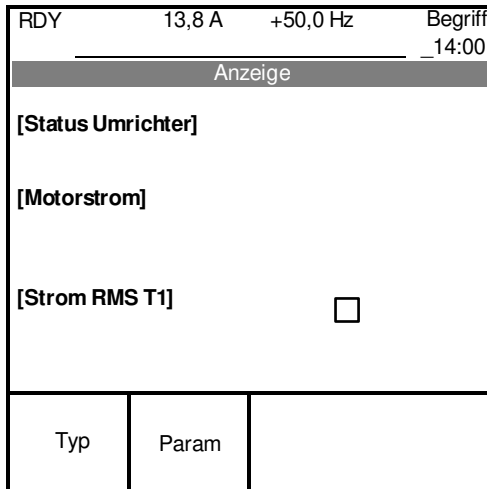 RDY 13,8 A +50,0 Hz Begriff
_14:00
Anzeige
[Status Umrichter]
[Motorstrom]
[Strom RMS T1]
Typ Param